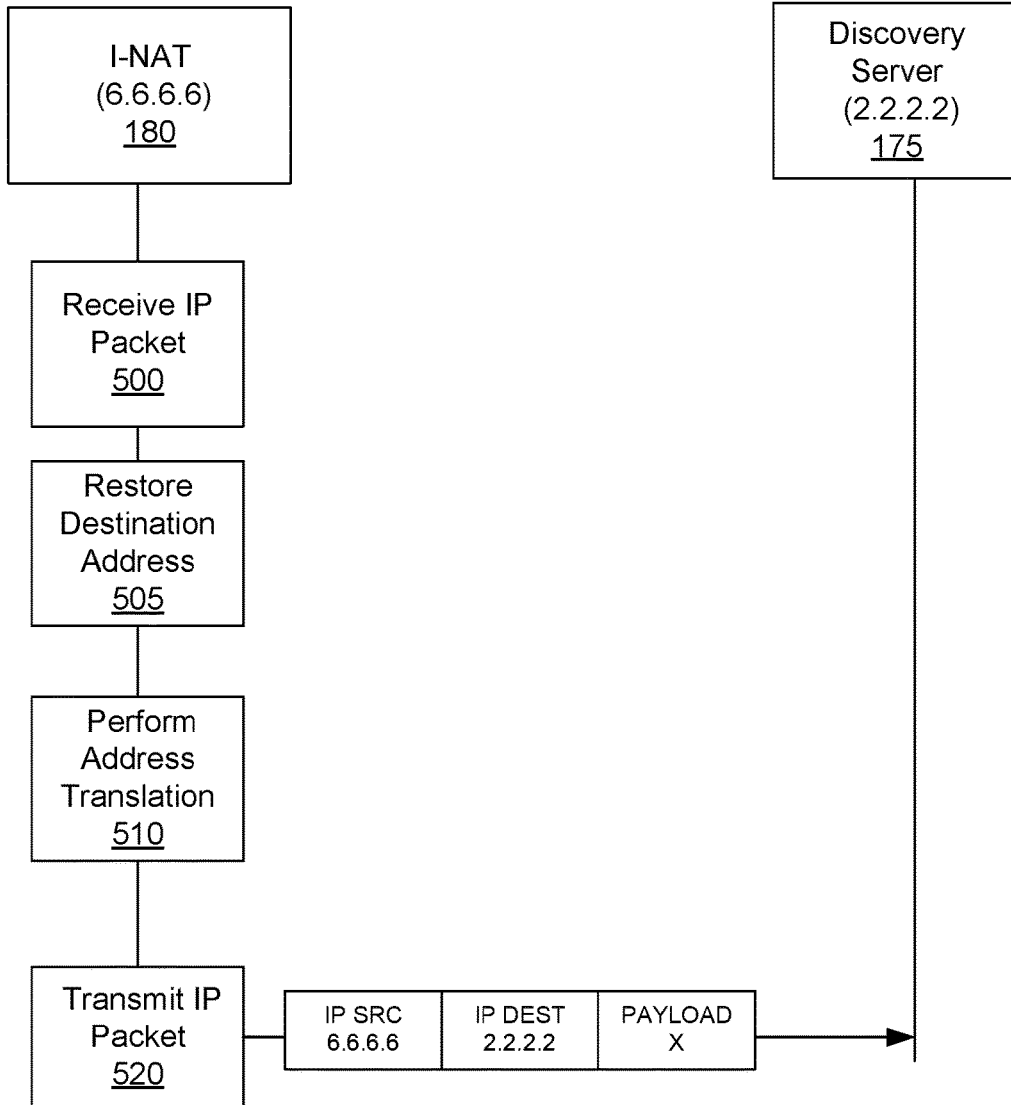 I-NAT
(6.6.6.6)
180
Discovery
Server
(2.2.2.2)
175
Receive IP
Packet
500
Restore
Destination
Address
505
Perform
Address
Translation
510
Transmit IP
Packet
520
IP SRC
6.6.6.6
IP DEST
2.2.2.2
PAYLOAD
X